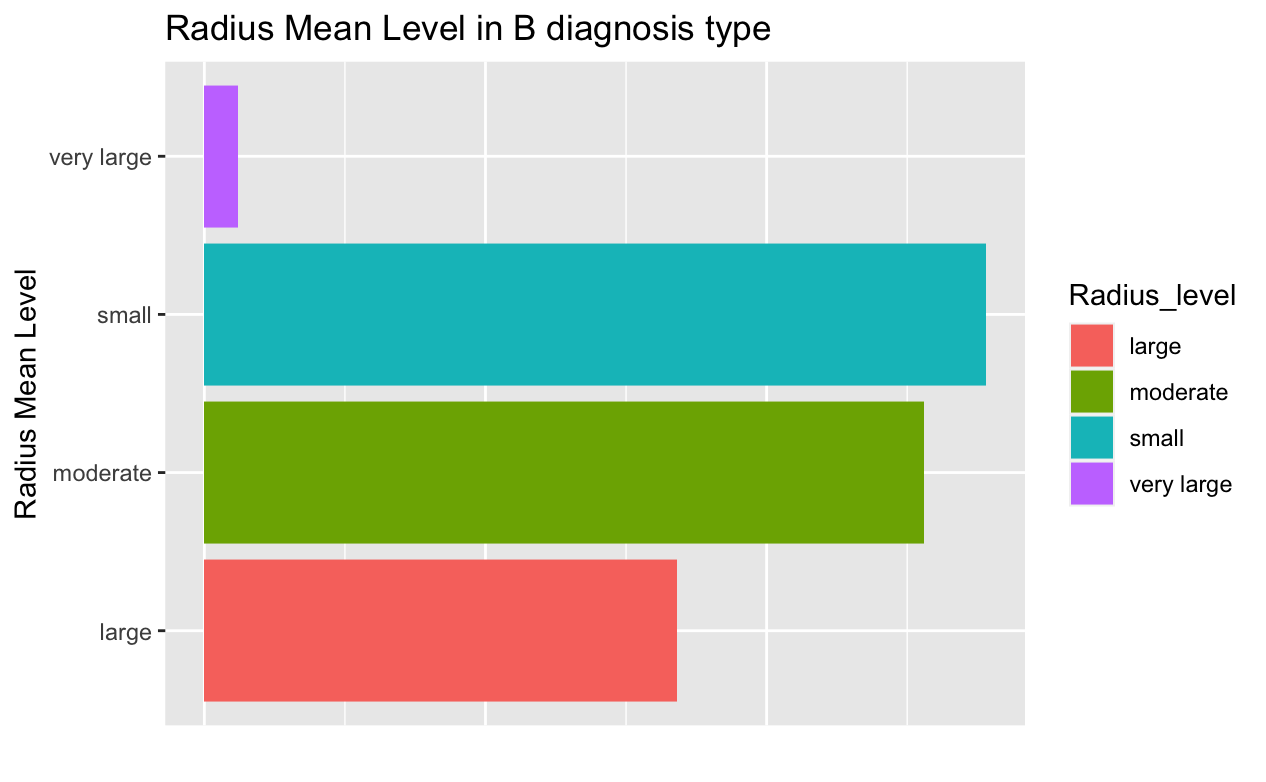 Radius Mean Level in B diagnosis type
Radius Mean Level
very large
small
moderate
large
Radius_level
large
moderate
small
very large